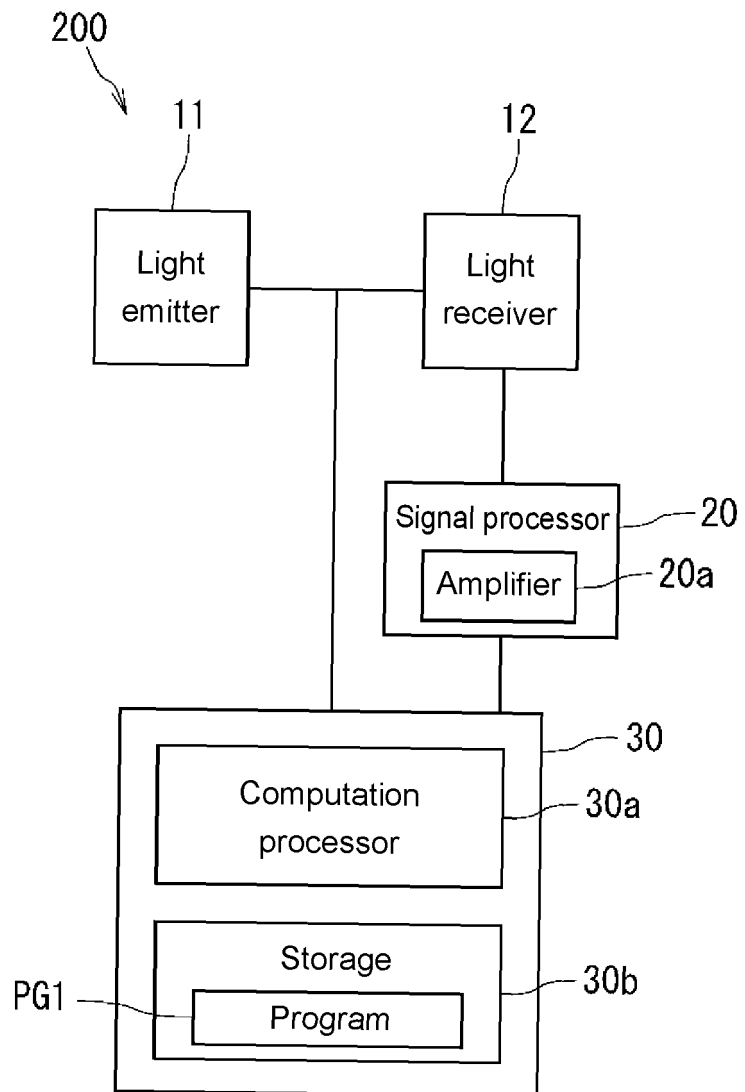 200
11
12
Light
emitter
Light
receiver
Signal processor
20
Amplifier
20a
30
Computation
processor
30a
Storage
30b
PG1
Program